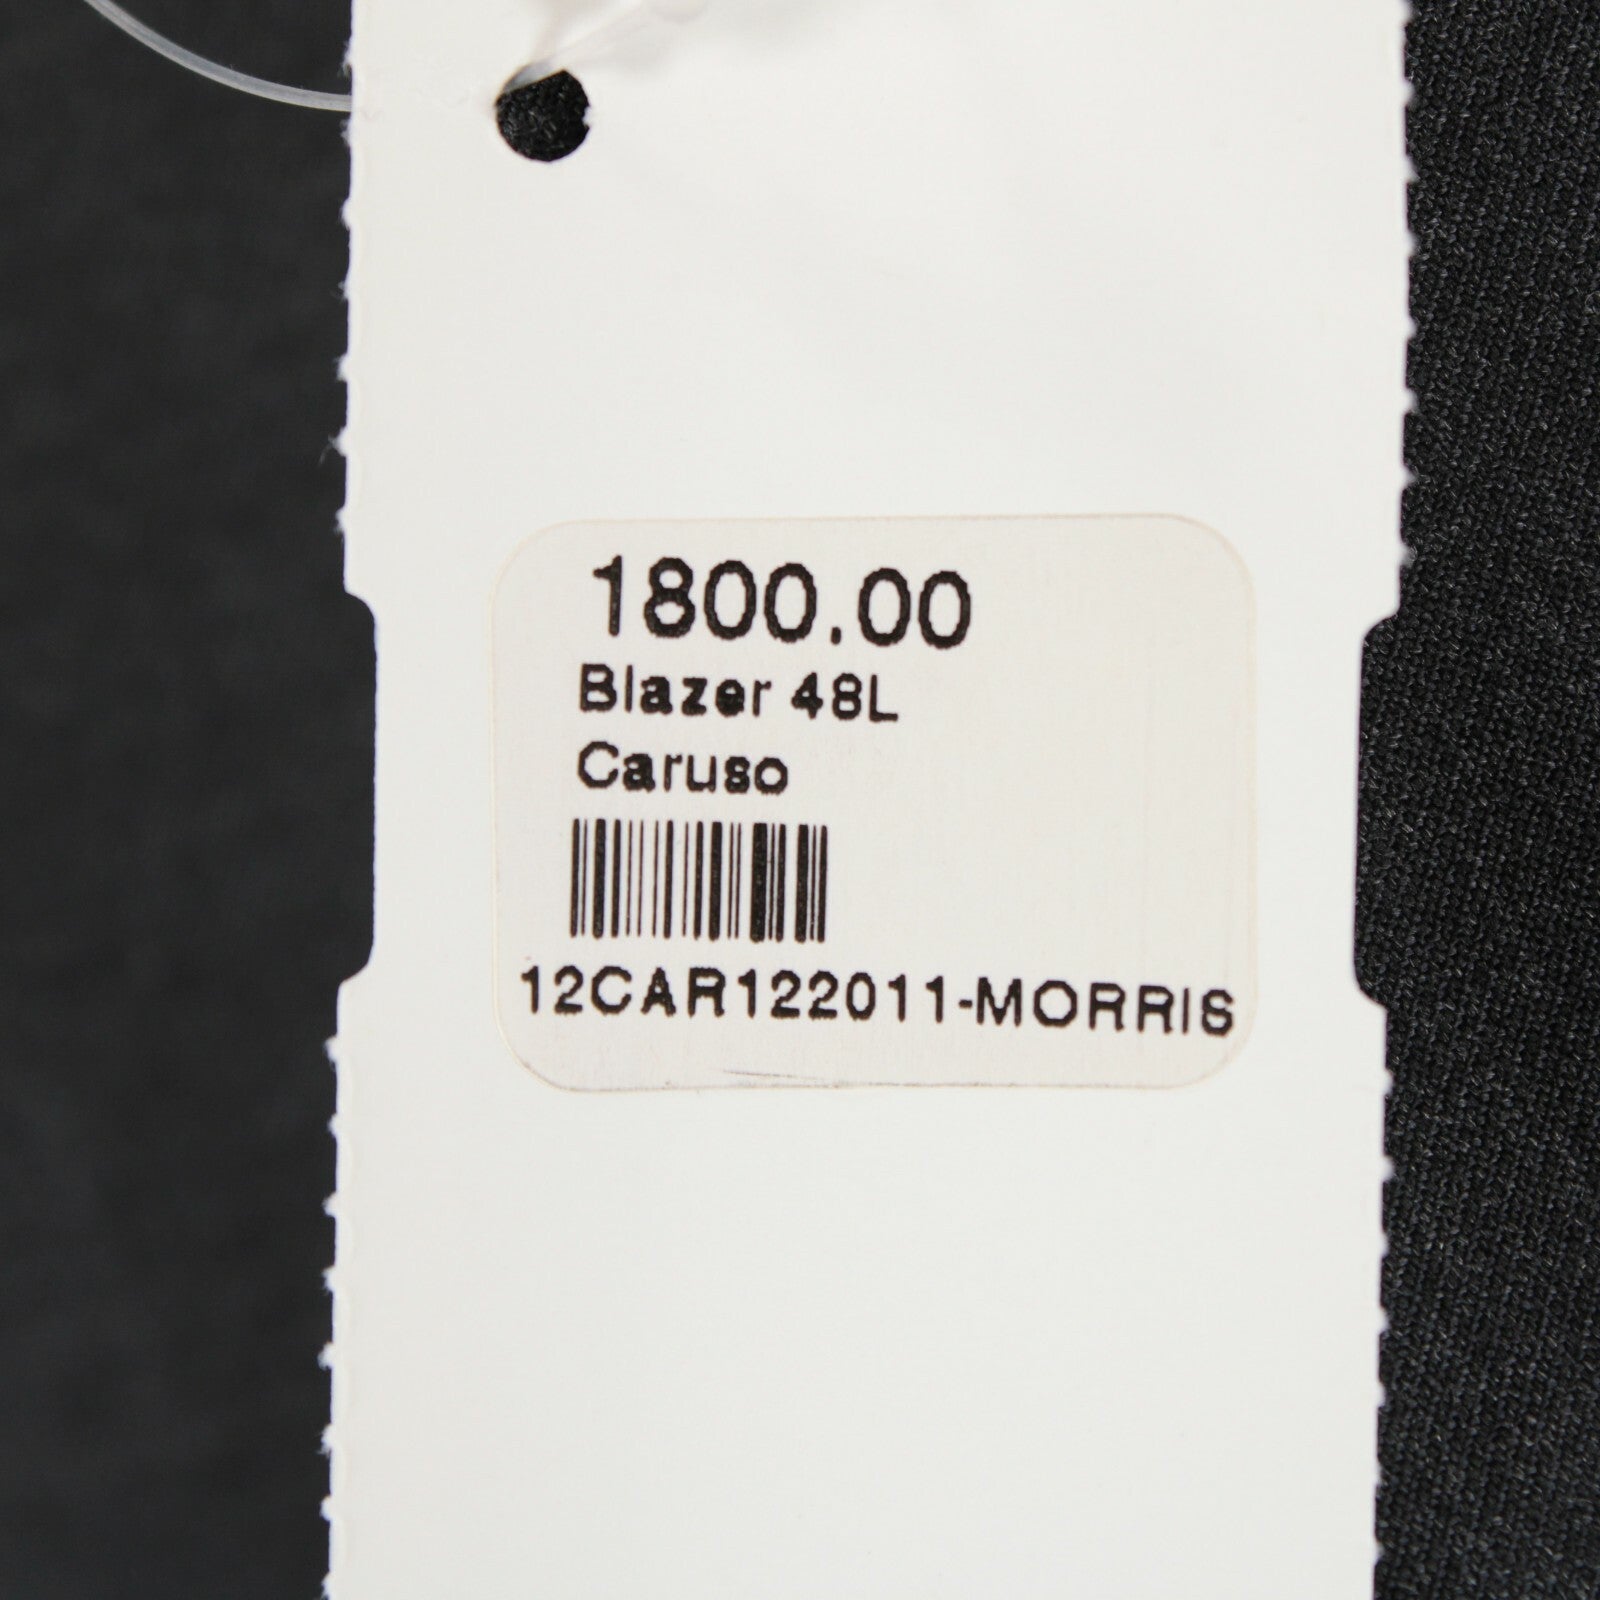 1800.00
Blazer 48L
Caruso
12CAR122011-MORRIS